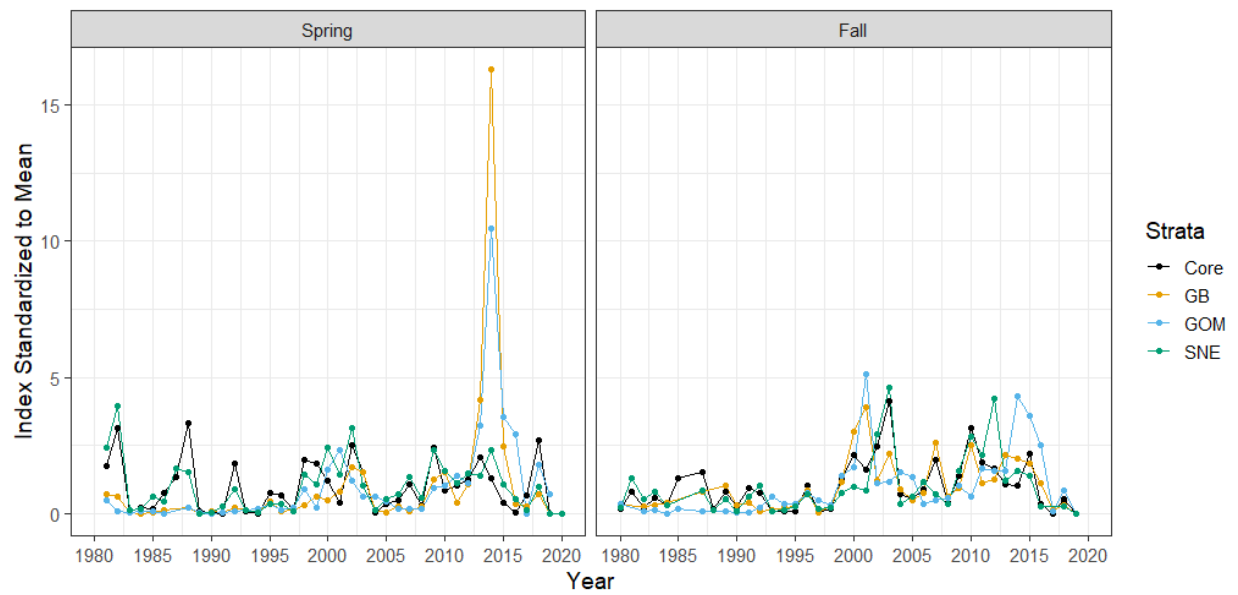 Spring
Fall
Index Standardized to Mean
15
10
5
0
1980 1985 1990 1995 2000 2005 2010 2015 2020
1980 1985 1990 1995 2000 2005 2010 2015 2020
Year
Strata
Core
GB
GOM
SNE